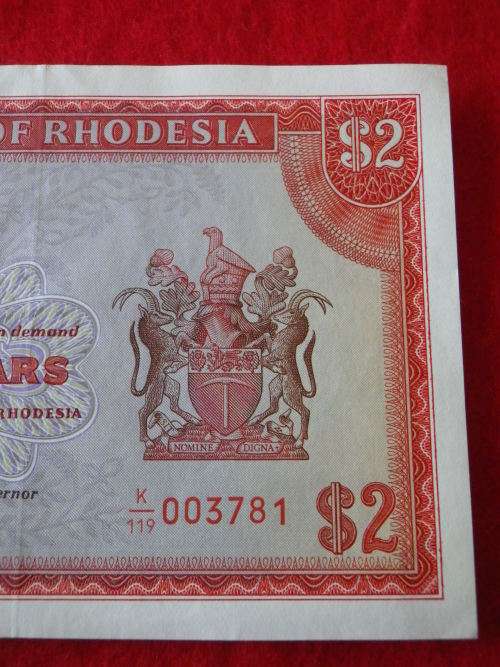 OF RHODESIA
$2
n demand
ARS
RHODESIA
NOMINE DIGNA
ernor
K/119 003781
$2